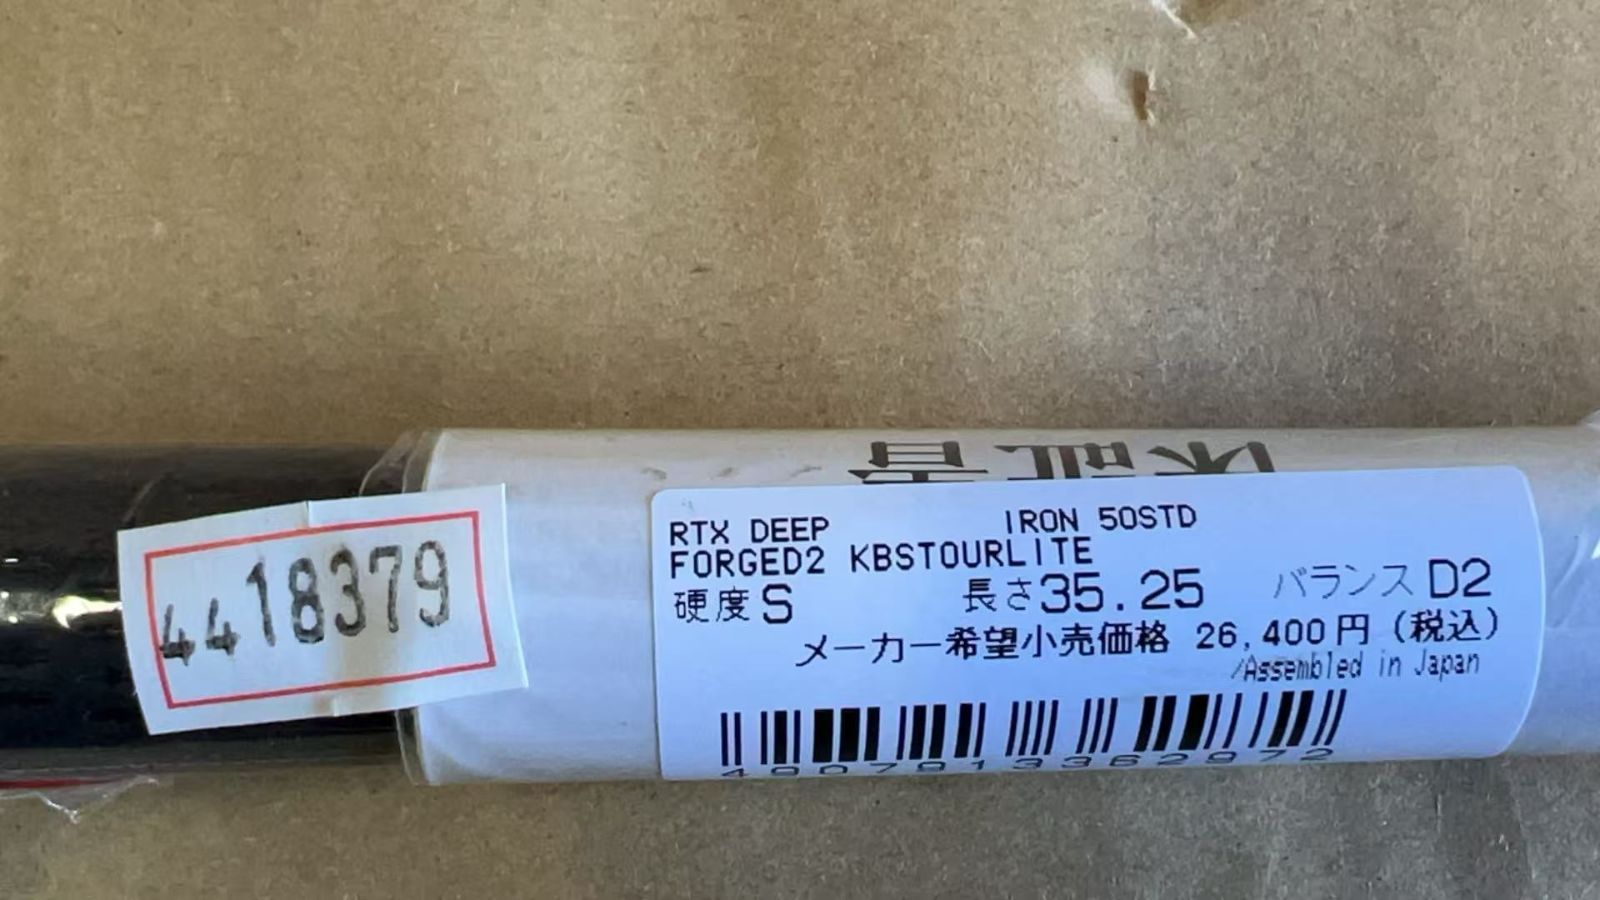 4418379
RTX DEEP IRON 50STD
FORGED2 KBSTOURLITE
硬度S 長さ35.25 バランスD2
メーカー希望小売価格 26,400円(税込)
Assembled in Japan
4907913362972